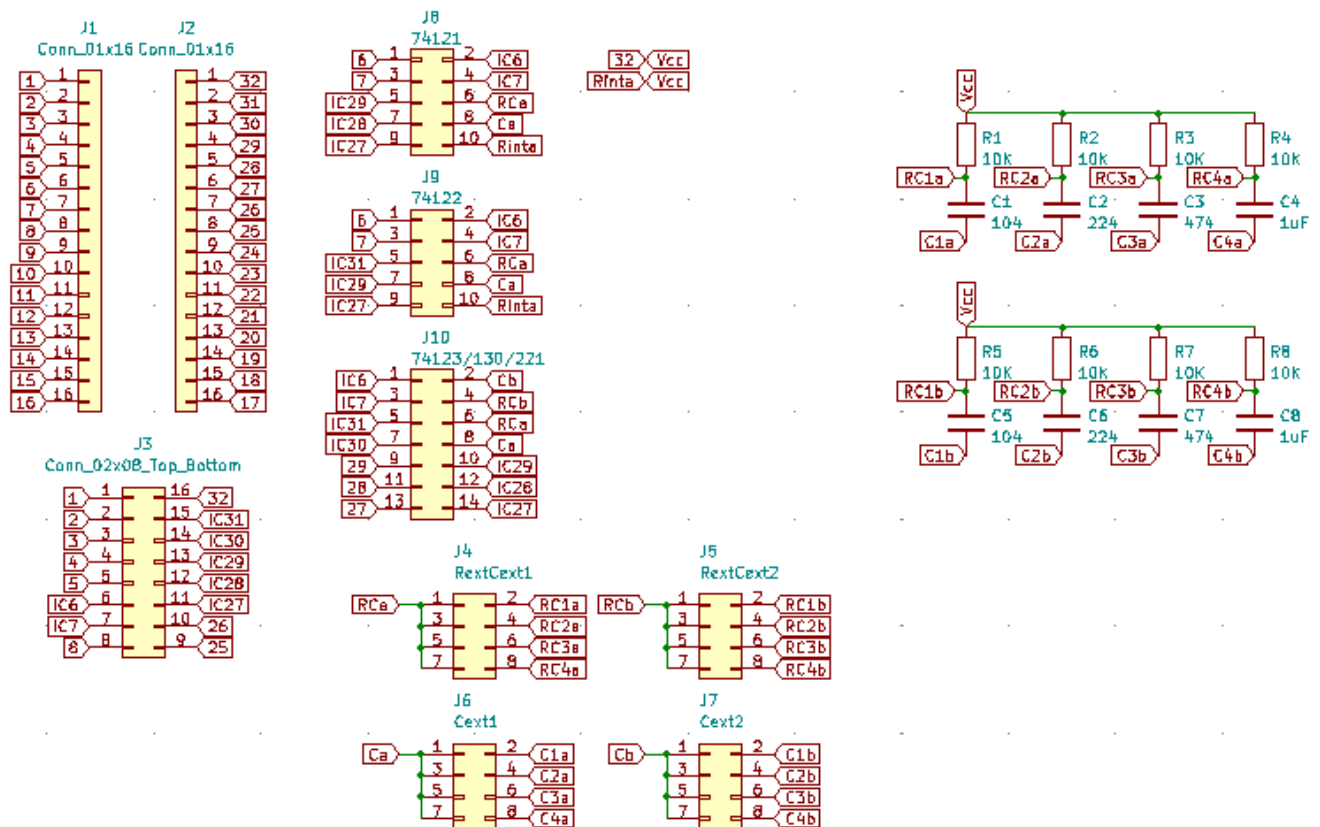 J1
Conn_01x16
1 1
2 2
3 3
4 4
5 5
6 6
7 7
8 8
9 9
10 10
11 11
12 12
13 13
14 14
15 15
16 16
J2
Conn_01x16
1 32
2 31
3 30
4 29
5 28
6 27
7 26
8 25
9 24
10 23
11 22
12 21
13 20
14 19
15 18
16 17
J3
Conn_02x08_Top_Bottom
1 1 16 32
2 2 15 IC31
3 3 14 IC30
4 4 13 IC29
5 5 12 IC28
IC6 6 11 IC27
IC7 7 10 26
8 8 9 25
J8
74121
6 1 2 IC6
7 3 4 IC7
IC29 5 6 RCa
IC28 7 8 Ca
IC27 9 10 Rinta
J9
74122
6 1 2 IC6
7 3 4 IC7
IC31 5 6 RCa
IC29 7 8 Ca
IC27 9 10 Rinta
J10
74123/130/221
IC6 1 2 Cb
IC7 3 4 RCb
IC31 5 6 RCa
IC30 7 8 Ca
29 9 10 IC29
28 11 12 IC28
27 13 14 IC27
32 Vcc
Rinta Vcc
J4
RextCext1
RCa 1 2 RC1a
3 4 RC2a
5 6 RC3a
7 8 RC4a
J5
RextCext2
RCb 1 2 RC1b
3 4 RC2b
5 6 RC3b
7 8 RC4b
J6
Cext1
Ca 1 2 C1a
3 4 C2a
5 6 C3a
7 8 C4a
J7
Cext2
Cb 1 2 C1b
3 4 C2b
5 6 C3b
7 8 C4b
Vcc
R1 R2 R3 R4
10K 10K 10K 10K
RC1a RC2a RC3a RC4a
C1 C2 C3 C4
104 224 474 1uF
C1a C2a C3a C4a
Vcc
R5 R6 R7 R8
10K 10K 10K 10K
RC1b RC2b RC3b RC4b
C5 C6 C7 C8
104 224 474 1uF
C1b C2b C3b C4b